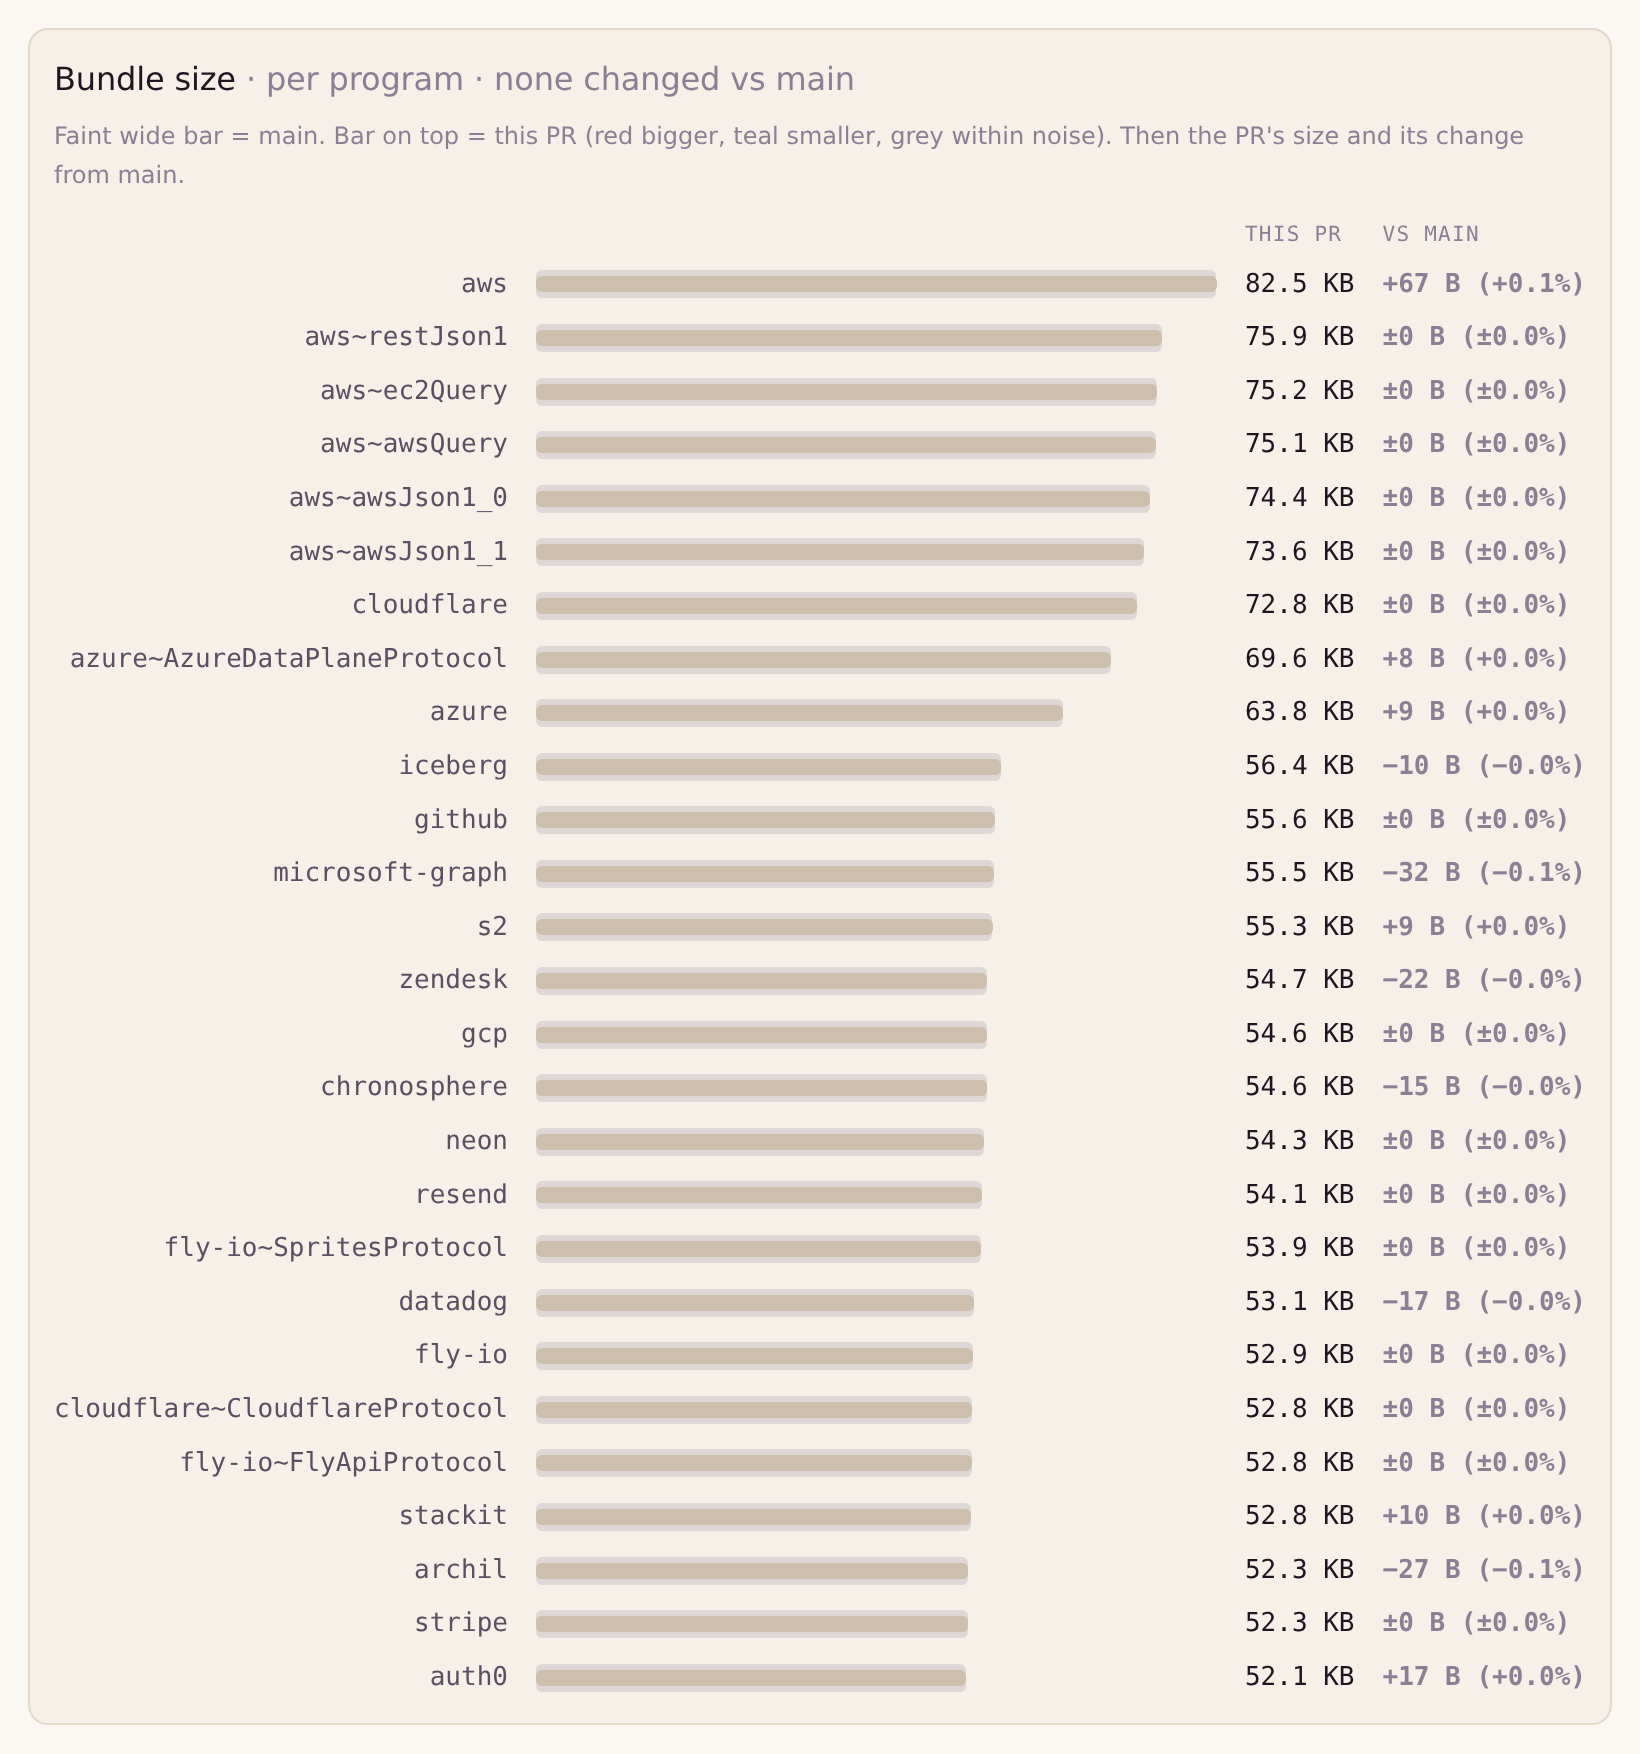 Bundle size · per program · none changed vs main
Faint wide bar = main. Bar on top = this PR (red bigger, teal smaller, grey within noise). Then the PR's size and its change
from main.
THIS PR VS MAIN
aws 82.5 KB +67 B (+0.1%)
aws~restJson1 75.9 KB ±0 B (±0.0%)
aws~ec2Query 75.2 KB ±0 B (±0.0%)
aws~awsQuery 75.1 KB ±0 B (±0.0%)
aws~awsJson1_0 74.4 KB ±0 B (±0.0%)
aws~awsJson1_1 73.6 KB ±0 B (±0.0%)
cloudflare 72.8 KB ±0 B (±0.0%)
azure~AzureDataPlaneProtocol 69.6 KB +8 B (+0.0%)
azure 63.8 KB +9 B (+0.0%)
iceberg 56.4 KB −10 B (−0.0%)
github 55.6 KB ±0 B (±0.0%)
microsoft-graph 55.5 KB −32 B (−0.1%)
s2 55.3 KB +9 B (+0.0%)
zendesk 54.7 KB −22 B (−0.0%)
gcp 54.6 KB ±0 B (±0.0%)
chronosphere 54.6 KB −15 B (−0.0%)
neon 54.3 KB ±0 B (±0.0%)
resend 54.1 KB ±0 B (±0.0%)
fly-io~SpritesProtocol 53.9 KB ±0 B (±0.0%)
datadog 53.1 KB −17 B (−0.0%)
fly-io 52.9 KB ±0 B (±0.0%)
cloudflare~CloudflareProtocol 52.8 KB ±0 B (±0.0%)
fly-io~FlyApiProtocol 52.8 KB ±0 B (±0.0%)
stackit 52.8 KB +10 B (+0.0%)
archil 52.3 KB −27 B (−0.1%)
stripe 52.3 KB ±0 B (±0.0%)
auth0 52.1 KB +17 B (+0.0%)